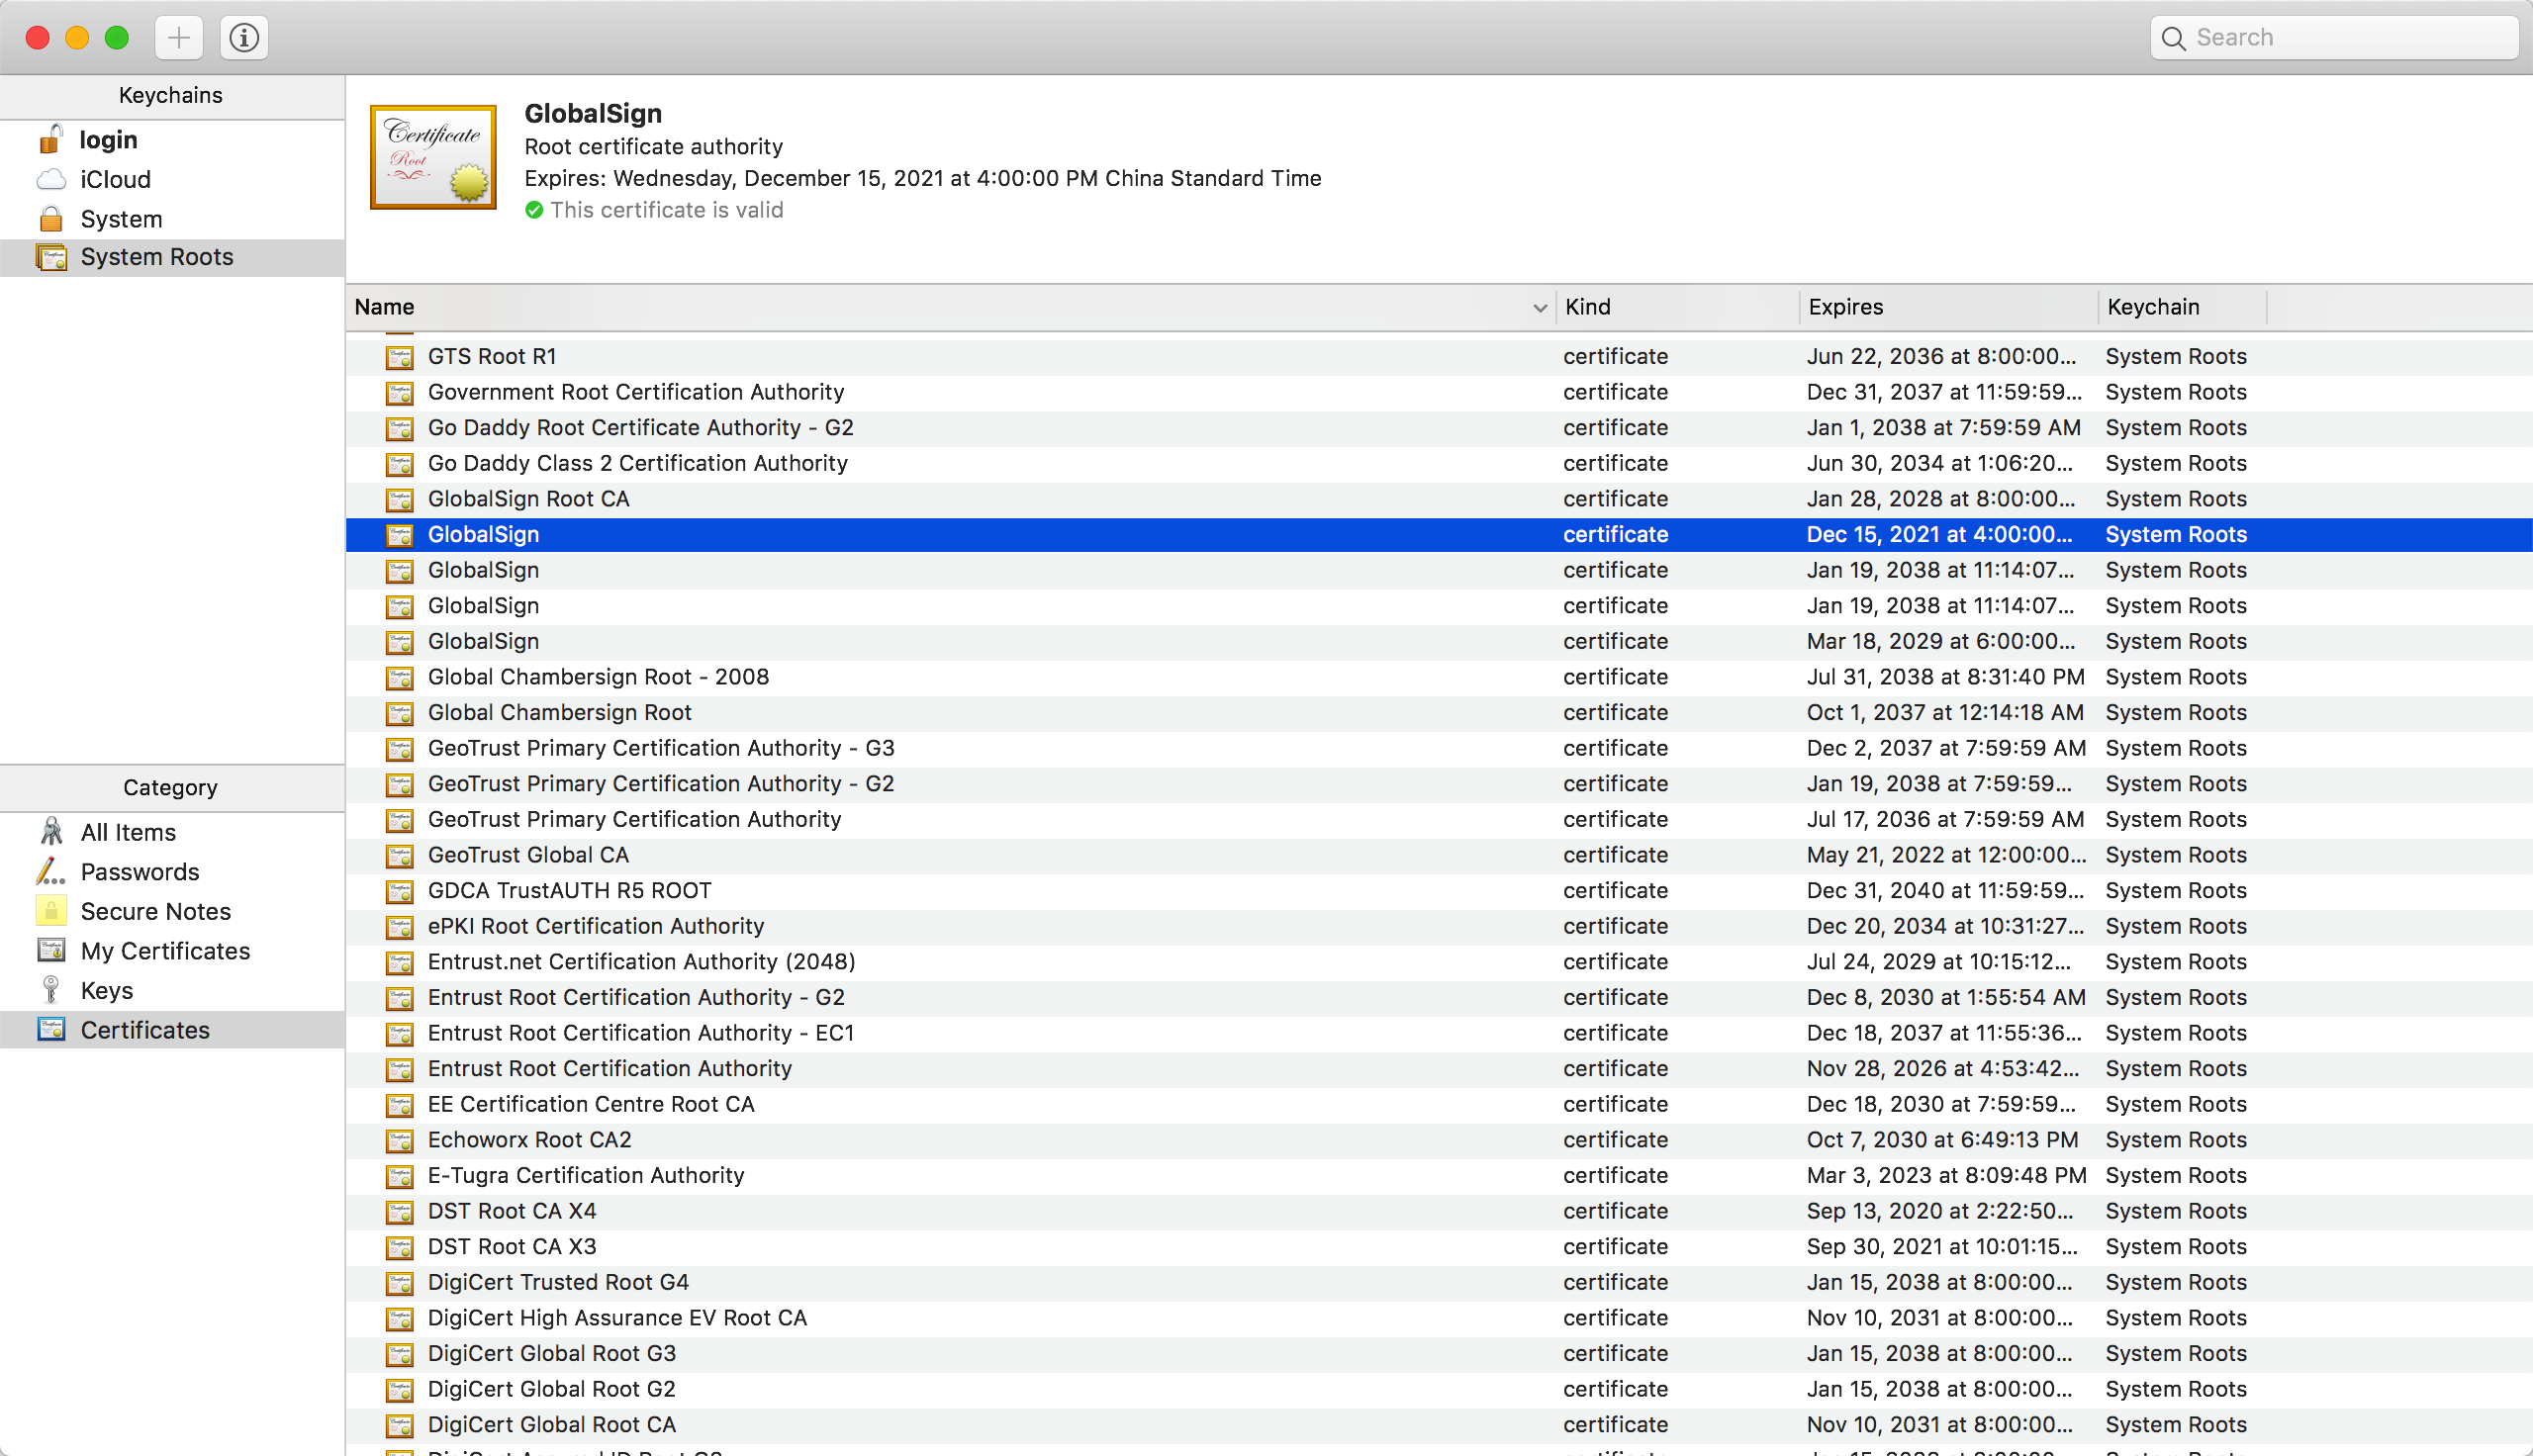 Search
Keychains
login
iCloud
System
System Roots
Certificate
Root
GlobalSign
Root certificate authority
Expires: Wednesday, December 15, 2021 at 4:00:00 PM China Standard Time
This certificate is valid
Name Kind Expires Keychain
GTS Root R1 certificate Jun 22, 2036 at 8:00:00... System Roots
Government Root Certification Authority certificate Dec 31, 2037 at 11:59:59... System Roots
Go Daddy Root Certificate Authority - G2 certificate Jan 1, 2038 at 7:59:59 AM System Roots
Go Daddy Class 2 Certification Authority certificate Jun 30, 2034 at 1:06:20... System Roots
GlobalSign Root CA certificate Jan 28, 2028 at 8:00:00... System Roots
GlobalSign certificate Dec 15, 2021 at 4:00:00... System Roots
GlobalSign certificate Jan 19, 2038 at 11:14:07... System Roots
GlobalSign certificate Jan 19, 2038 at 11:14:07... System Roots
GlobalSign certificate Mar 18, 2029 at 6:00:00... System Roots
Global Chambersign Root - 2008 certificate Jul 31, 2038 at 8:31:40 PM System Roots
Global Chambersign Root certificate Oct 1, 2037 at 12:14:18 AM System Roots
GeoTrust Primary Certification Authority - G3 certificate Dec 2, 2037 at 7:59:59 AM System Roots
GeoTrust Primary Certification Authority - G2 certificate Jan 19, 2038 at 7:59:59... System Roots
GeoTrust Primary Certification Authority certificate Jul 17, 2036 at 7:59:59 AM System Roots
GeoTrust Global CA certificate May 21, 2022 at 12:00:00... System Roots
GDCA TrustAUTH R5 ROOT certificate Dec 31, 2040 at 11:59:59... System Roots
ePKI Root Certification Authority certificate Dec 20, 2034 at 10:31:27... System Roots
Entrust.net Certification Authority (2048) certificate Jul 24, 2029 at 10:15:12... System Roots
Entrust Root Certification Authority - G2 certificate Dec 8, 2030 at 1:55:54 AM System Roots
Entrust Root Certification Authority - EC1 certificate Dec 18, 2037 at 11:55:36... System Roots
Entrust Root Certification Authority certificate Nov 28, 2026 at 4:53:42... System Roots
EE Certification Centre Root CA certificate Dec 18, 2030 at 7:59:59... System Roots
Echoworx Root CA2 certificate Oct 7, 2030 at 6:49:13 PM System Roots
E-Tugra Certification Authority certificate Mar 3, 2023 at 8:09:48 PM System Roots
DST Root CA X4 certificate Sep 13, 2020 at 2:22:50... System Roots
DST Root CA X3 certificate Sep 30, 2021 at 10:01:15... System Roots
DigiCert Trusted Root G4 certificate Jan 15, 2038 at 8:00:00... System Roots
DigiCert High Assurance EV Root CA certificate Nov 10, 2031 at 8:00:00... System Roots
DigiCert Global Root G3 certificate Jan 15, 2038 at 8:00:00... System Roots
DigiCert Global Root G2 certificate Jan 15, 2038 at 8:00:00... System Roots
DigiCert Global Root CA certificate Nov 10, 2031 at 8:00:00... System Roots
Category
All Items
Passwords
Secure Notes
My Certificates
Keys
Certificates